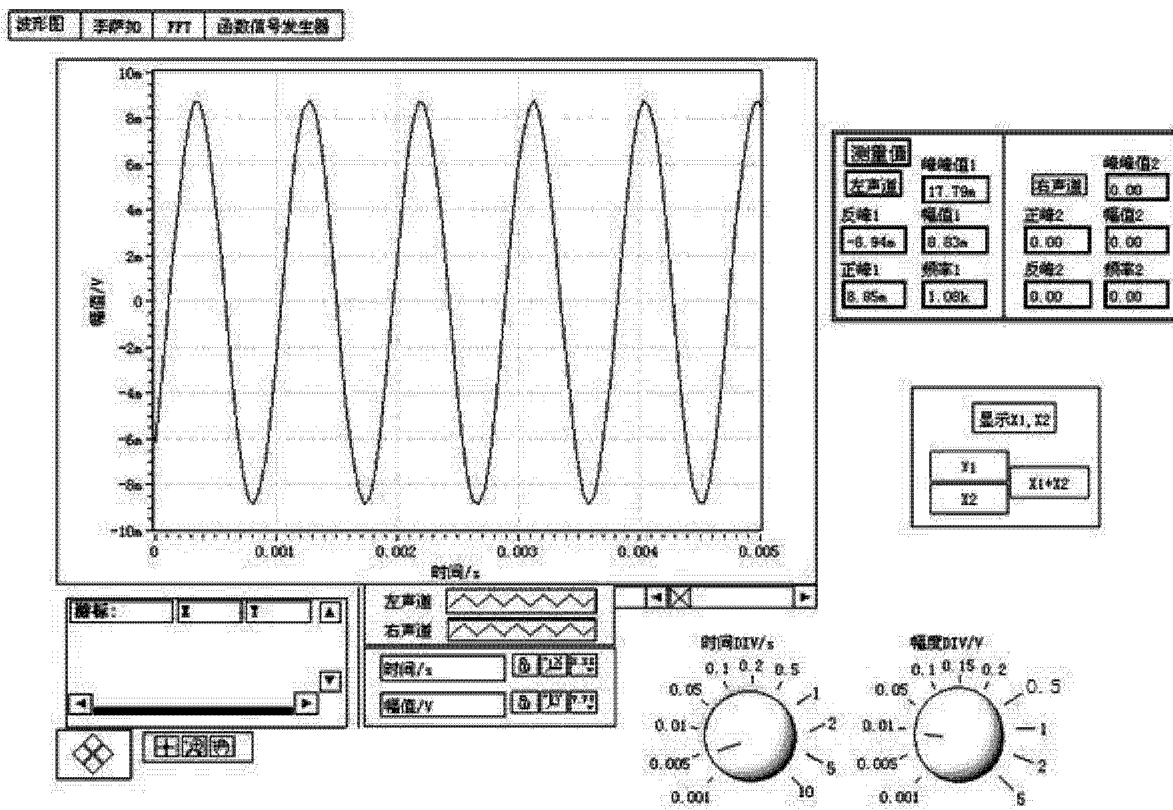 波形图 李萨如 FFT 函数信号发生器
10m
8m
6m
4m
2m
0
-2m
-4m
-6m
-8m
-10m
幅值/V
0 0.001 0.002 0.003 0.004 0.005
时间/s
测量值
左声道
峰峰值1
17.79m
反峰1
-8.94m
幅值1
8.83m
正峰1
8.85m
频率1
1.08k
右声道
峰峰值2
0.00
正峰2
0.00
幅值2
0.00
反峰2
0.00
频率2
0.00
显示X1,X2
X1
X2
X1+X2
游标: X Y
左声道
右声道
时间/s
幅值/V
时间DIV/s
0.001 0.005 0.01 0.05 0.1 0.2 0.5 1 2 5 10
幅度DIV/V
0.001 0.005 0.01 0.05 0.1 0.15 0.2 0.5 1 2 5